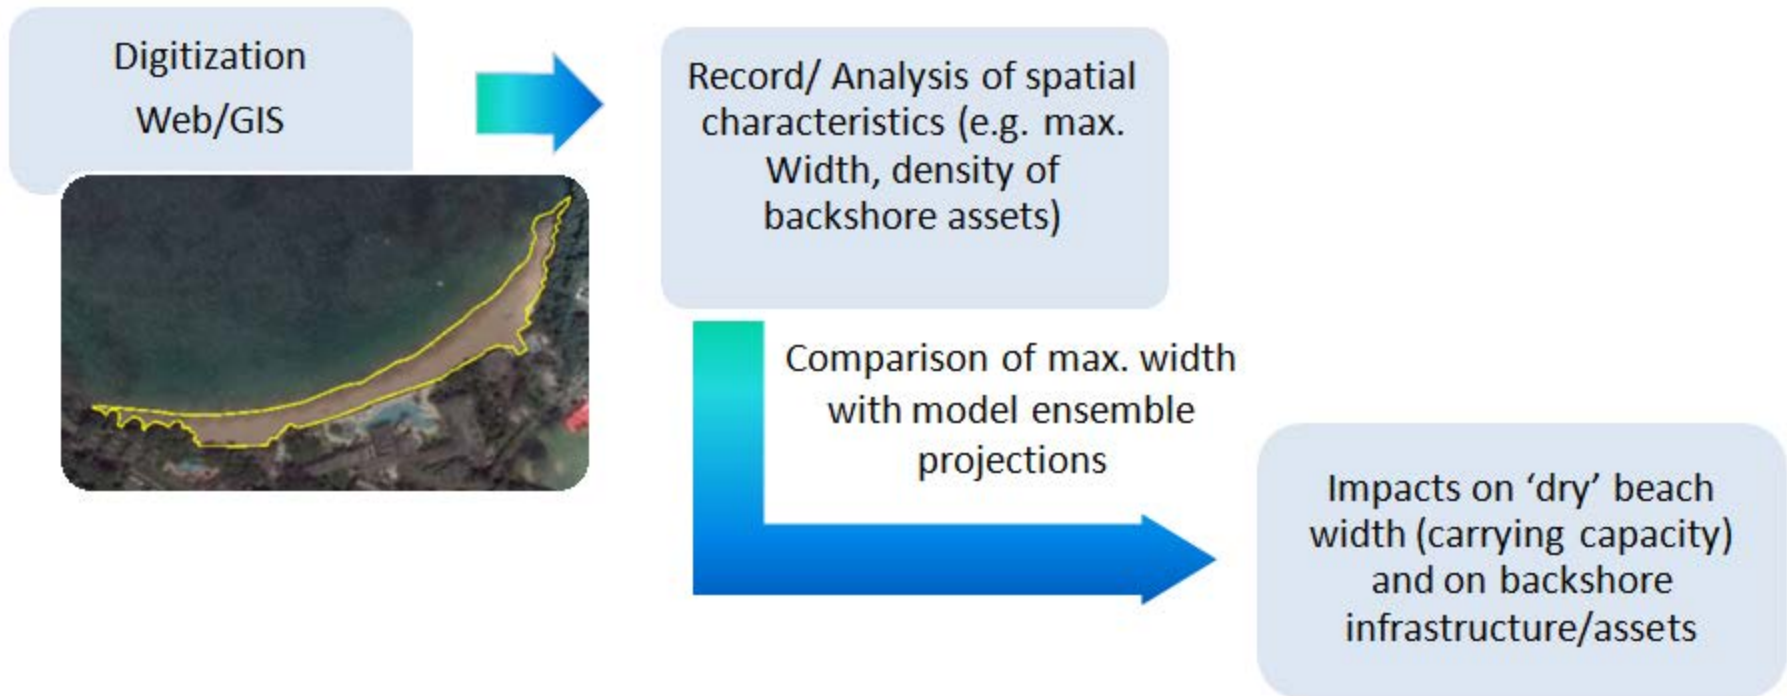 Digitization
Web/GIS
Record/ Analysis of spatial
characteristics (e.g. max.
Width, density of
backshore assets)
Comparison of max. width
with model ensemble
projections
Impacts on ‘dry’ beach
width (carrying capacity)
and on backshore
infrastructure/assets